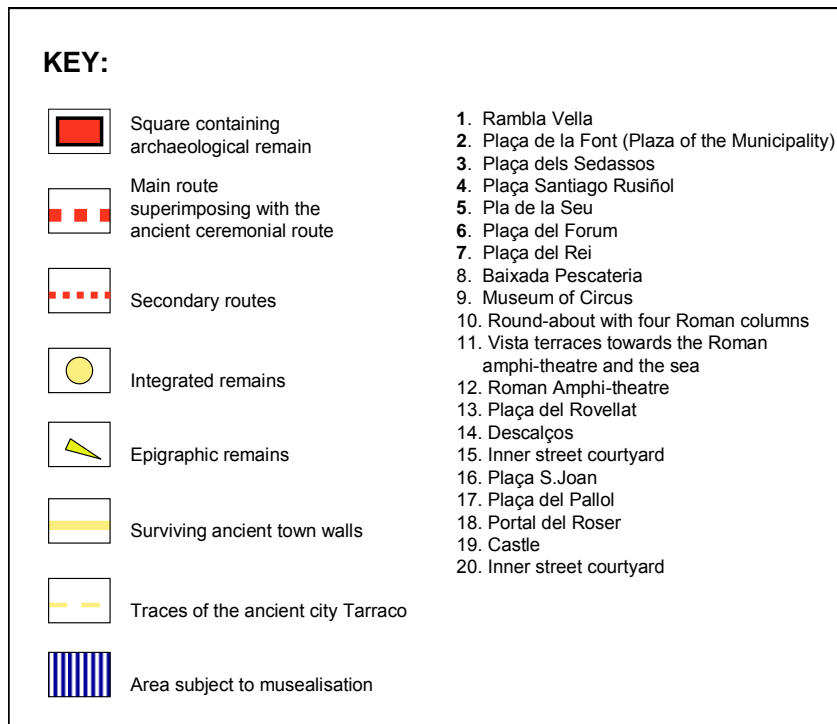 KEY:
Square containing
archaeological remain
Main route
superimposing with the
ancient ceremonial route
Secondary routes
Integrated remains
Epigraphic remains
Surviving ancient town walls
Traces of the ancient city Tarraco
Area subject to musealisation
1. Rambla Vella
2. Plaça de la Font (Plaza of the Municipality)
3. Plaça dels Sedassos
4. Plaça Santiago Rusiñol
5. Pla de la Seu
6. Plaça del Forum
7. Plaça del Rei
8. Baixada Pescateria
9. Museum of Circus
10. Round-about with four Roman columns
11. Vista terraces towards the Roman
amphi-theatre and the sea
12. Roman Amphi-theatre
13. Plaça del Rovellat
14. Descalços
15. Inner street courtyard
16. Plaça S.Joan
17. Plaça del Pallol
18. Portal del Roser
19. Castle
20. Inner street courtyard